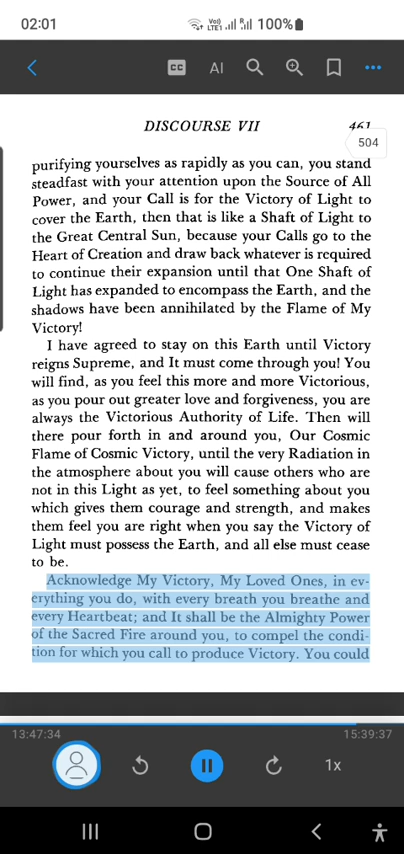 02:01
Vo)) LTE1 R 100%
CC AI
DISCOURSE VII 461
504
purifying yourselves as rapidly as you can, you stand
steadfast with your attention upon the Source of All
Power, and your Call is for the Victory of Light to
cover the Earth, then that is like a Shaft of Light to
the Great Central Sun, because your Calls go to the
Heart of Creation and draw back whatever is required
to continue their expansion until that One Shaft of
Light has expanded to encompass the Earth, and the
shadows have been annihilated by the Flame of My
Victory!
I have agreed to stay on this Earth until Victory
reigns Supreme, and It must come through you! You
will find, as you feel this more and more Victorious,
as you pour out greater love and forgiveness, you are
always the Victorious Authority of Life. Then will
there pour forth in and around you, Our Cosmic
Flame of Cosmic Victory, until the very Radiation in
the atmosphere about you will cause others who are
not in this Light as yet, to feel something about you
which gives them courage and strength, and makes
them feel you are right when you say the Victory of
Light must possess the Earth, and all else must cease
to be.
Acknowledge My Victory, My Loved Ones, in ev-
erything you do, with every breath you breathe and
every Heartbeat; and It shall be the Almighty Power
of the Sacred Fire around you, to compel the condi-
tion for which you call to produce Victory. You could
13:47:34 15:39:37
1x